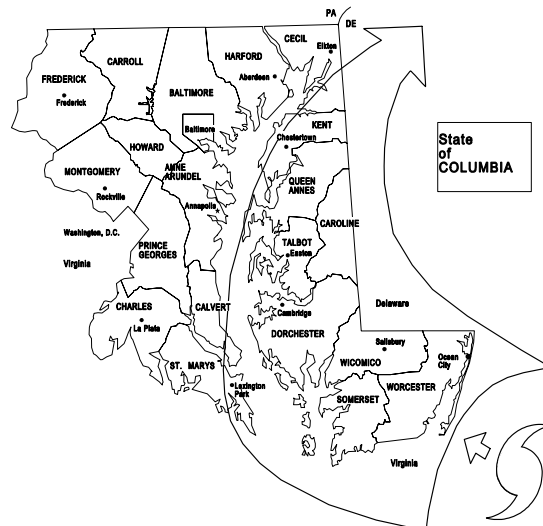 PA
DE
CECIL
Elkton
HARFORD
Aberdeen
CARROLL
FREDERICK
Frederick
BALTIMORE
Baltimore
KENT
Chestertown
HOWARD
ANNE
ARUNDEL
Annapolis
MONTGOMERY
Rockville
QUEEN
ANNES
State
of
COLUMBIA
CAROLINE
Washington, D.C.
Virginia
PRINCE
GEORGES
TALBOT
Easton
CHARLES
La Plata
CALVERT
Cambridge
DORCHESTER
Delaware
Salisbury
WICOMICO
Ocean
City
ST. MARYS
Lexington
Park
SOMERSET
WORCESTER
Virginia